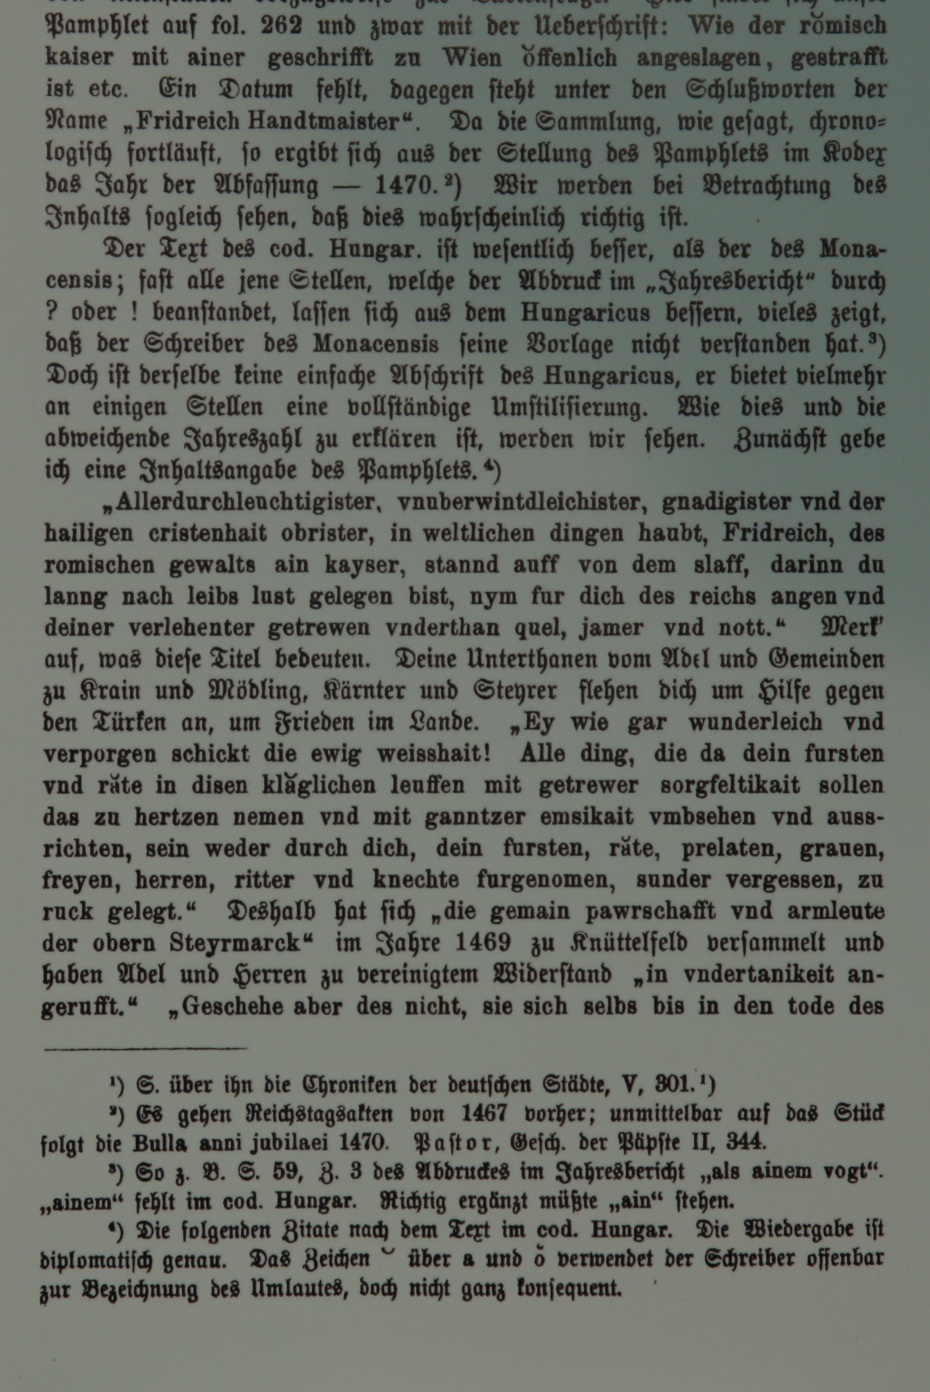 Pamphlet auf fol. 262 und zwar mit der Ueberschrift: Wie der rŏmisch
kaiser mit ainer geschrifft zu Wien ŏffenlich angeslagen, gestrafft
ist etc. Ein Datum fehlt, dagegen steht unter den Schlußworten der
Name „Fridreich Handtmaister“. Da die Sammlung, wie gesagt, chrono-
logisch fortläuft, so ergibt sich aus der Stellung des Pamphlets im Kodex
das Jahr der Abfassung — 1470.²) Wir werden bei Betrachtung des
Inhalts sogleich sehen, daß dies wahrscheinlich richtig ist.
Der Text des cod. Hungar. ist wesentlich besser, als der des Mona-
censis; fast alle jene Stellen, welche der Abdruck im „Jahresbericht“ durch
? oder ! beanstandet, lassen sich aus dem Hungaricus bessern, vieles zeigt,
daß der Schreiber des Monacensis seine Vorlage nicht verstanden hat.³)
Doch ist derselbe keine einfache Abschrift des Hungaricus, er bietet vielmehr
an einigen Stellen eine vollständige Umstilisierung. Wie dies und die
abweichende Jahreszahl zu erklären ist, werden wir sehen. Zunächst gebe
ich eine Inhaltsangabe des Pamphlets.⁴)
„Allerdurchleuchtigister, vnuberwintdleichister, gnadigister vnd der
hailigen cristenhait obrister, in weltlichen dingen haubt, Fridreich, des
romischen gewalts ain kayser, stannd auff von dem slaff, darinn du
lanng nach leibs lust gelegen bist, nym fur dich des reichs angen vnd
deiner verlehenter getrewen vnderthan quel, jamer vnd nott.“ Merk'
auf, was diese Titel bedeuten. Deine Unterthanen vom Adel und Gemeinden
zu Krain und Mödling, Kärnter und Steyrer flehen dich um Hilfe gegen
den Türken an, um Frieden im Lande. „Ey wie gar wunderleich vnd
verporgen schickt die ewig weisshait! Alle ding, die da dein fursten
vnd răte in disen klăglichen leuffen mit getrewer sorgfeltikait sollen
das zu hertzen nemen vnd mit ganntzer emsikait vmbsehen vnd auss-
richten, sein weder durch dich, dein fursten, răte, prelaten, grauen,
freyen, herren, ritter vnd knechte furgenomen, sunder vergessen, zu
ruck gelegt.“ Deshalb hat sich „die gemain pawrschafft vnd armleute
der obern Steyrmarck“ im Jahre 1469 zu Knüttelfeld versammelt und
haben Adel und Herren zu vereinigtem Widerstand „in vndertanikeit an-
gerufft.“ „Geschehe aber des nicht, sie sich selbs bis in den tode des
¹) S. über ihn die Chroniken der deutschen Städte, V, 301.¹)
²) Es gehen Reichstagsakten von 1467 vorher; unmittelbar auf das Stück
folgt die Bulla anni jubilaei 1470. Pastor, Gesch. der Päpste II, 344.
³) So z. B. S. 59, Z. 3 des Abdruckes im Jahresbericht „als ainem vogt“.
„ainem“ fehlt im cod. Hungar. Richtig ergänzt müßte „ain“ stehen.
⁴) Die folgenden Zitate nach dem Text im cod. Hungar. Die Wiedergabe ist
diplomatisch genau. Das Zeichen ˘ über a und ŏ verwendet der Schreiber offenbar
zur Bezeichnung des Umlautes, doch nicht ganz konsequent.